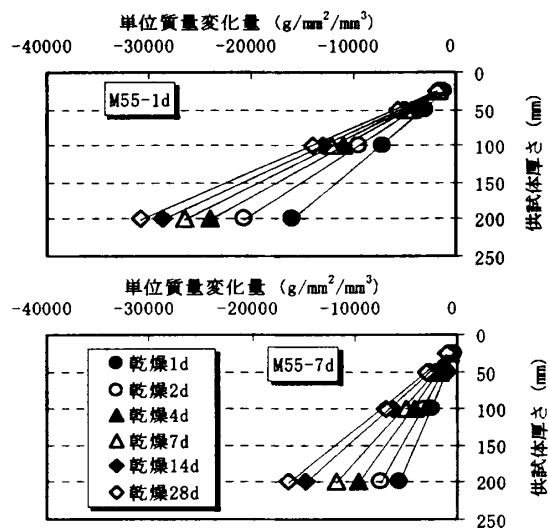 単位質量変化量 (g/mm²/mm³)
-40000 -30000 -20000 -10000 0
M55-1d
0
50
100
150
200
250
供試体厚さ (mm)
単位質量変化量 (g/mm²/mm³)
-40000 -30000 -20000 -10000 0
M55-7d
乾燥1d
乾燥2d
乾燥4d
乾燥7d
乾燥14d
乾燥28d
0
50
100
150
200
250
供試体厚さ (mm)